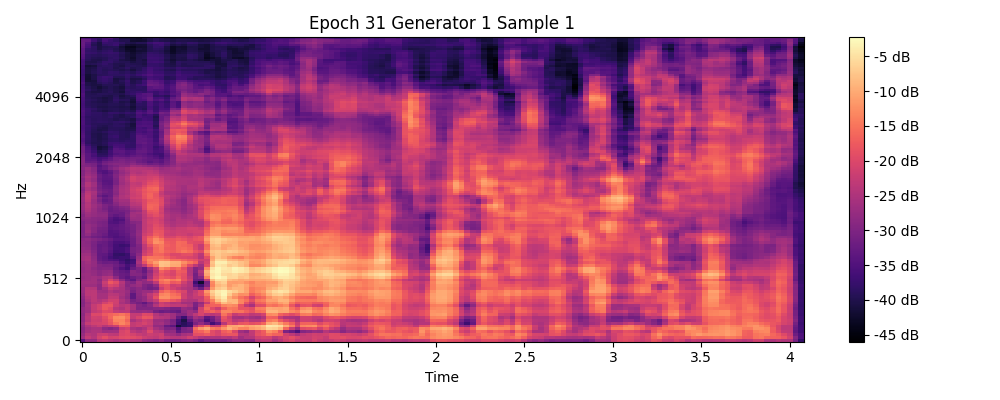 Epoch 31 Generator 1 Sample 1
Hz
4096
2048
1024
512
0
0 0.5 1 1.5 2 2.5 3 3.5 4
Time
-5 dB
-10 dB
-15 dB
-20 dB
-25 dB
-30 dB
-35 dB
-40 dB
-45 dB